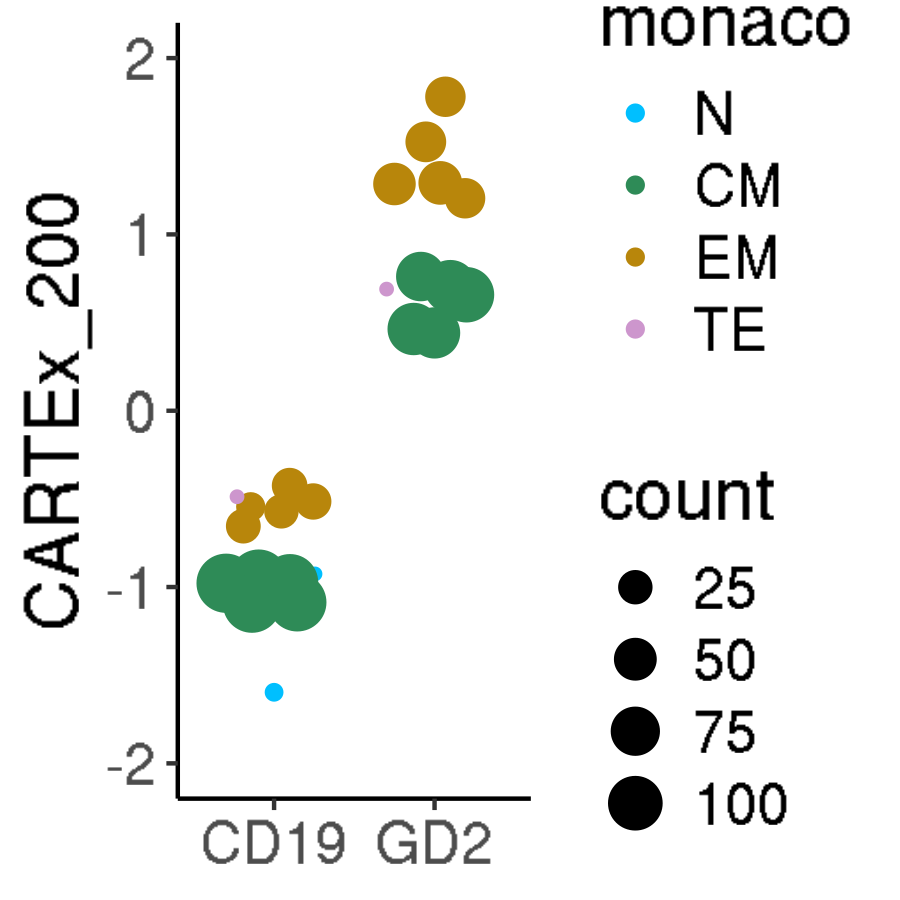 CARTEx_200
2
1
0
-1
-2
CD19 GD2
monaco
N
CM
EM
TE
count
25
50
75
100